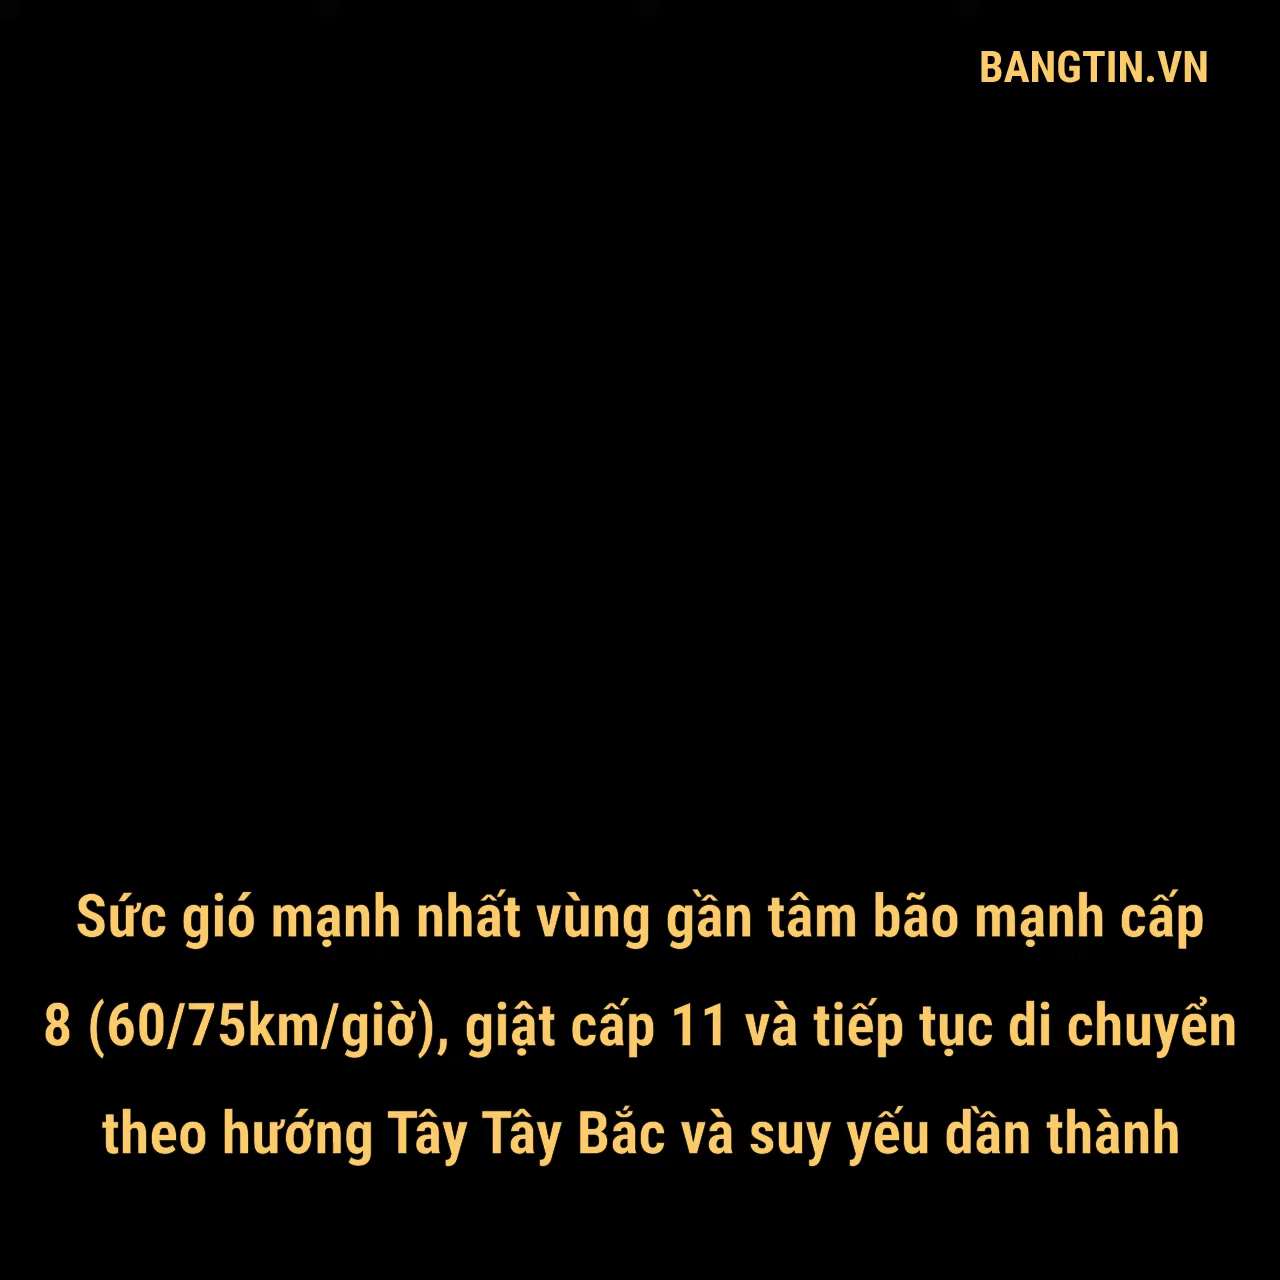 BANGTIN.VN
Sức gió mạnh nhất vùng gần tâm bão mạnh cấp
8 (60/75km/giờ), giật cấp 11 và tiếp tục di chuyển
theo hướng Tây Tây Bắc và suy yếu dần thành